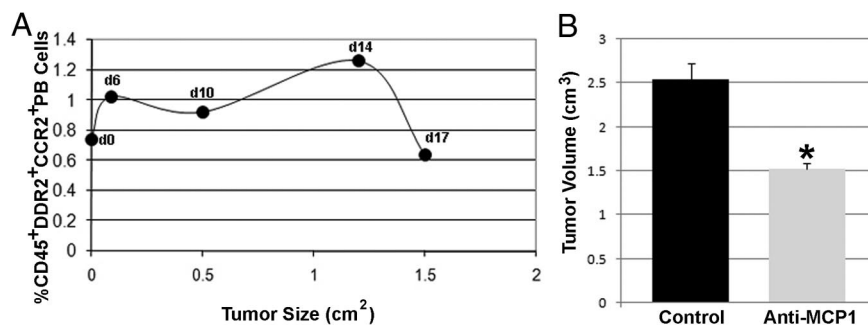 A
%CD45+DDR2+CCR2+PB Cells
1.4
1.2
1
0.8
0.6
0.4
0.2
0
d0
d6
d10
d14
d17
0
0.5
1
1.5
2
Tumor Size (cm2)
B
Tumor Volume (cm3)
3
2.5
2
1.5
1
0.5
0
*
Control
Anti-MCP1